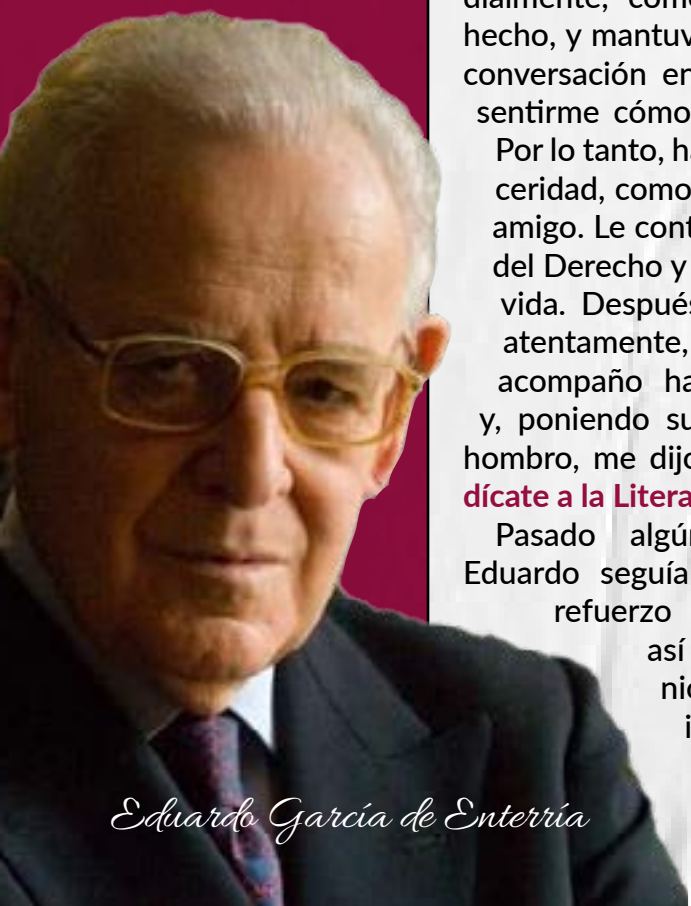 dialmente, como
hecho, y mantuv
conversación en
sentirme cómo
Por lo tanto, ha
ceridad, como
amigo. Le cont
del Derecho y
vida. Después
atentamente,
acompaño ha
y, poniendo su
hombro, me dijo
dícate a la Litera
Pasado algún
Eduardo seguía
refuerzo
así
nic
i
Eduardo García de Enterría